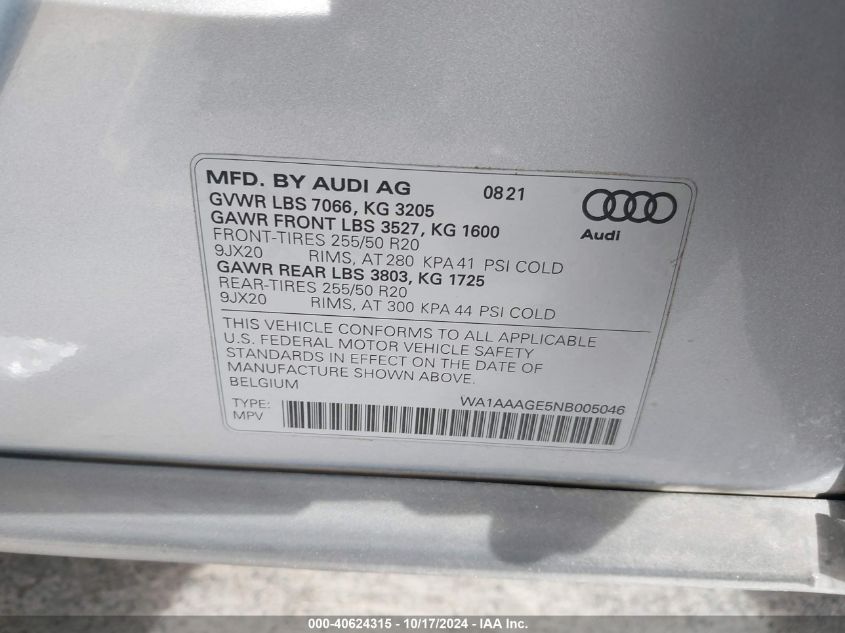 MFD. BY AUDI AG 0821
GVWR LBS 7066, KG 3205
GAWR FRONT LBS 3527, KG 1600
FRONT-TIRES 255/50 R20
9JX20 RIMS, AT 280 KPA 41 PSI COLD
GAWR REAR LBS 3803, KG 1725
REAR-TIRES 255/50 R20
9JX20 RIMS, AT 300 KPA 44 PSI COLD
Audi
THIS VEHICLE CONFORMS TO ALL APPLICABLE
U.S. FEDERAL MOTOR VEHICLE SAFETY
STANDARDS IN EFFECT ON THE DATE OF
MANUFACTURE SHOWN ABOVE.
BELGIUM
WA1AAAGE5NB005046
TYPE:
MPV
000-40624315 - 10/17/2024 - IAA Inc.